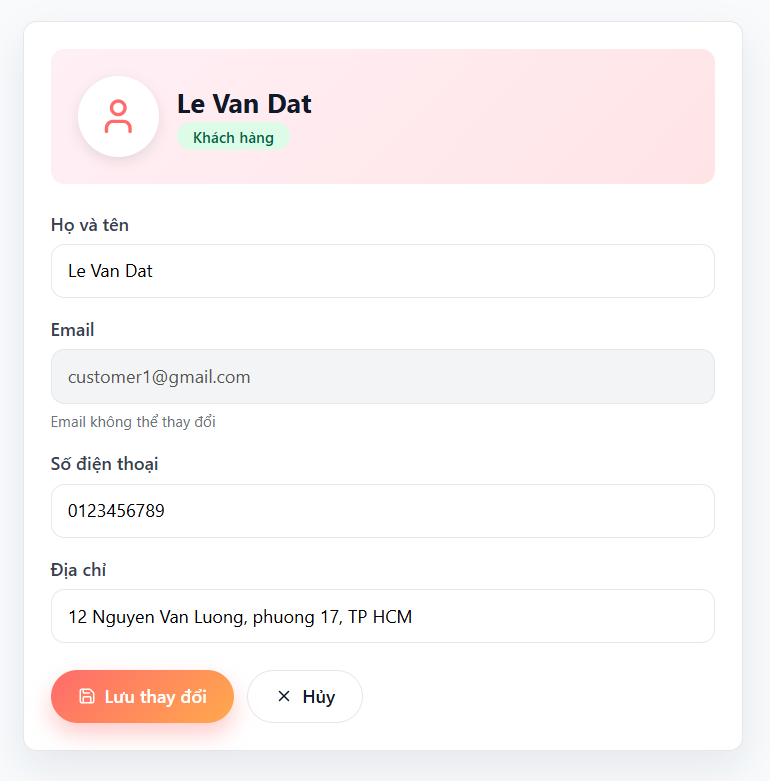 Le Van Dat
Khách hàng
Họ và tên
Le Van Dat
Email
customer1@gmail.com
Email không thể thay đổi
Số điện thoại
0123456789
Địa chỉ
12 Nguyen Van Luong, phuong 17, TP HCM
Lưu thay đổi
Hủy